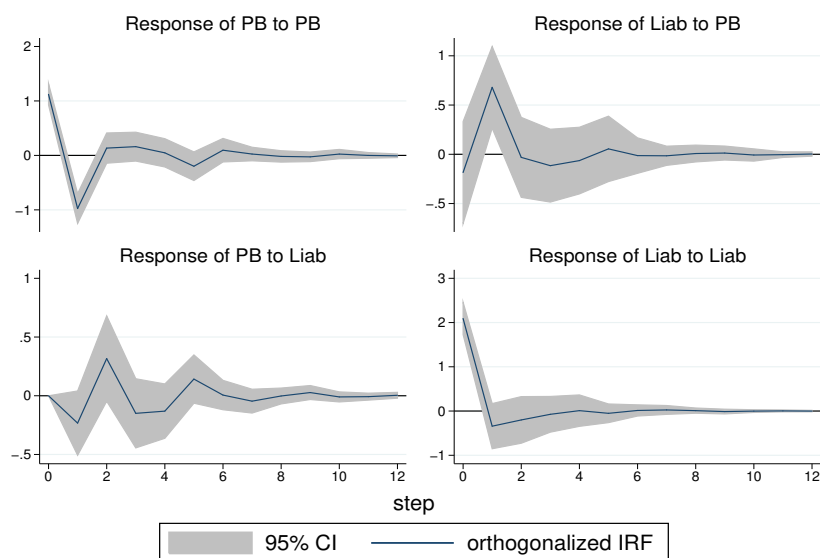 Response of PB to PB
2
1
0
−1
Response of Liab to PB
1
.5
0
−.5
Response of PB to Liab
1
.5
0
−.5
0 2 4 6 8 10 12
Response of Liab to Liab
3
2
1
0
−1
0 2 4 6 8 10 12
step
95% CI orthogonalized IRF